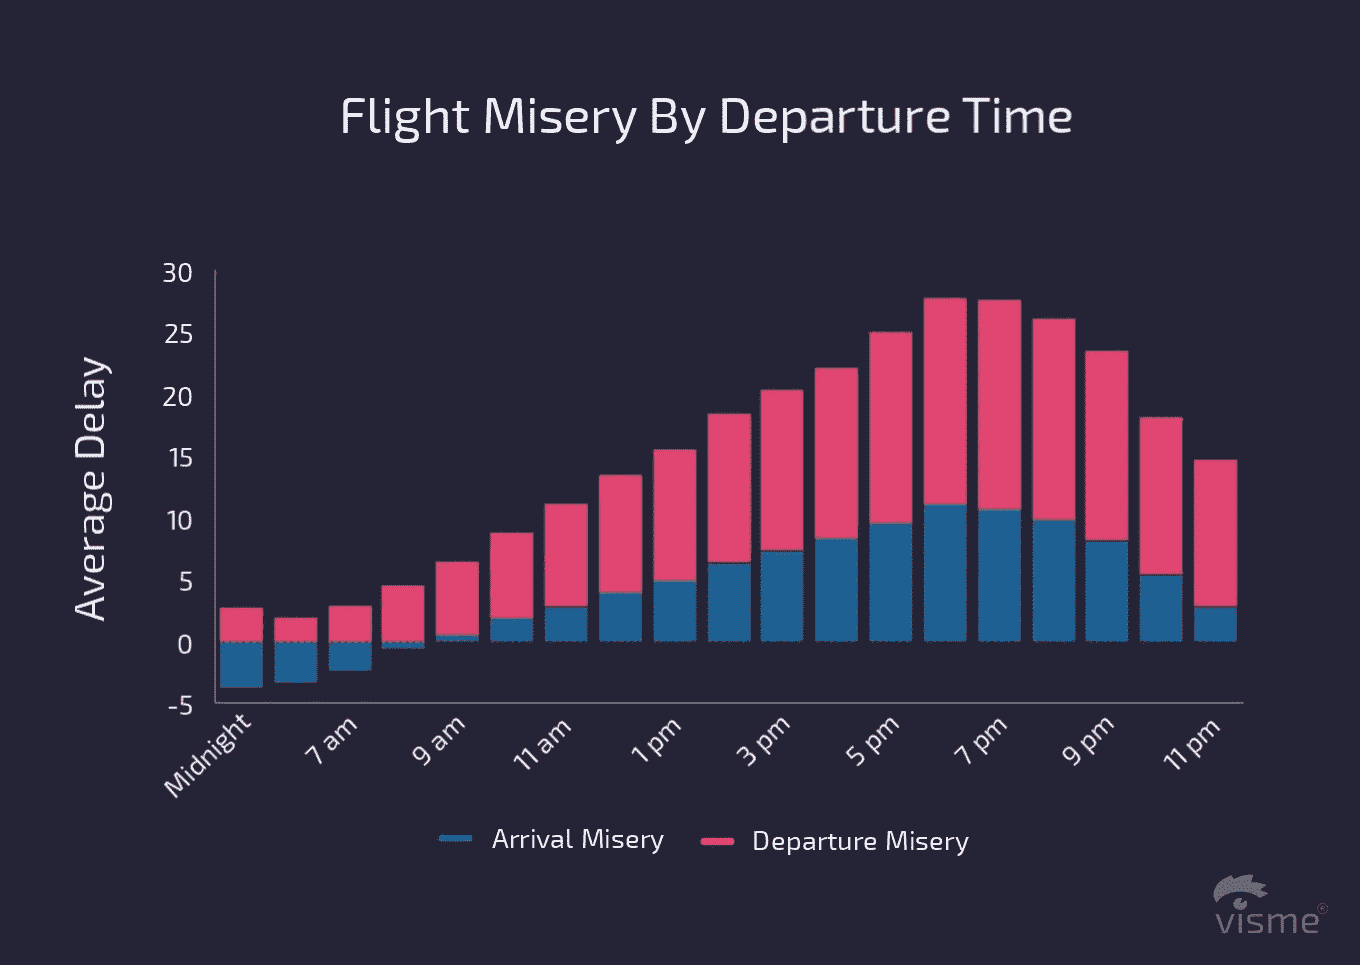 Flight Misery By Departure Time
Average Delay
30
25
20
15
10
5
0
-5
Midnight
7 am
9 am
11 am
1 pm
3 pm
5 pm
7 pm
9 pm
11 pm
Arrival Misery
Departure Misery
visme®